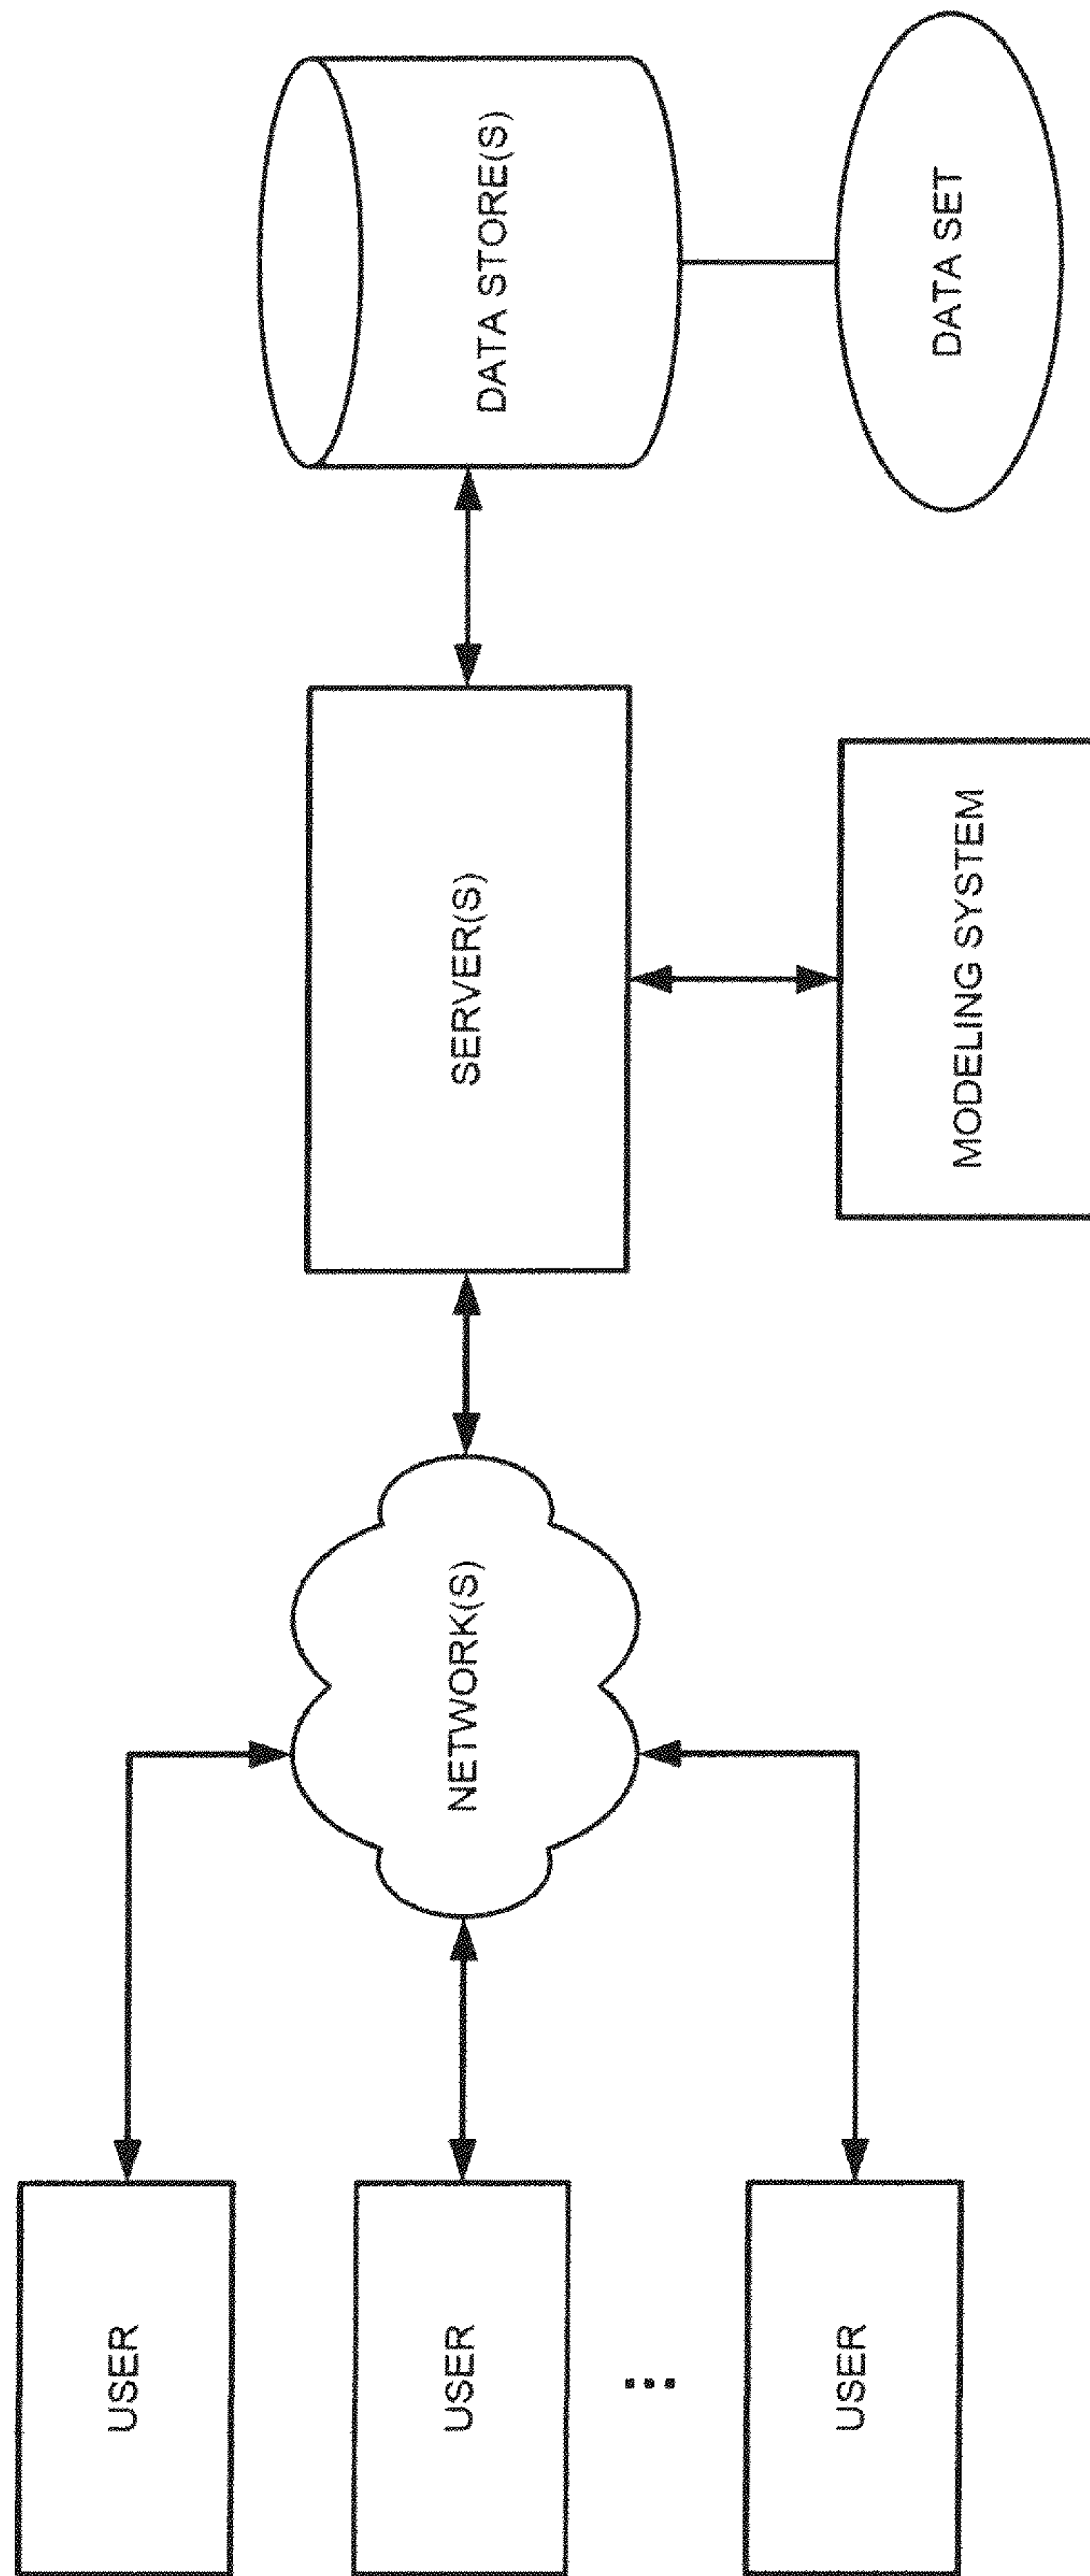 USER
USER
...
USER
NETWORK(S)
SERVER(S)
MODELING SYSTEM
DATA STORE(S)
DATA SET